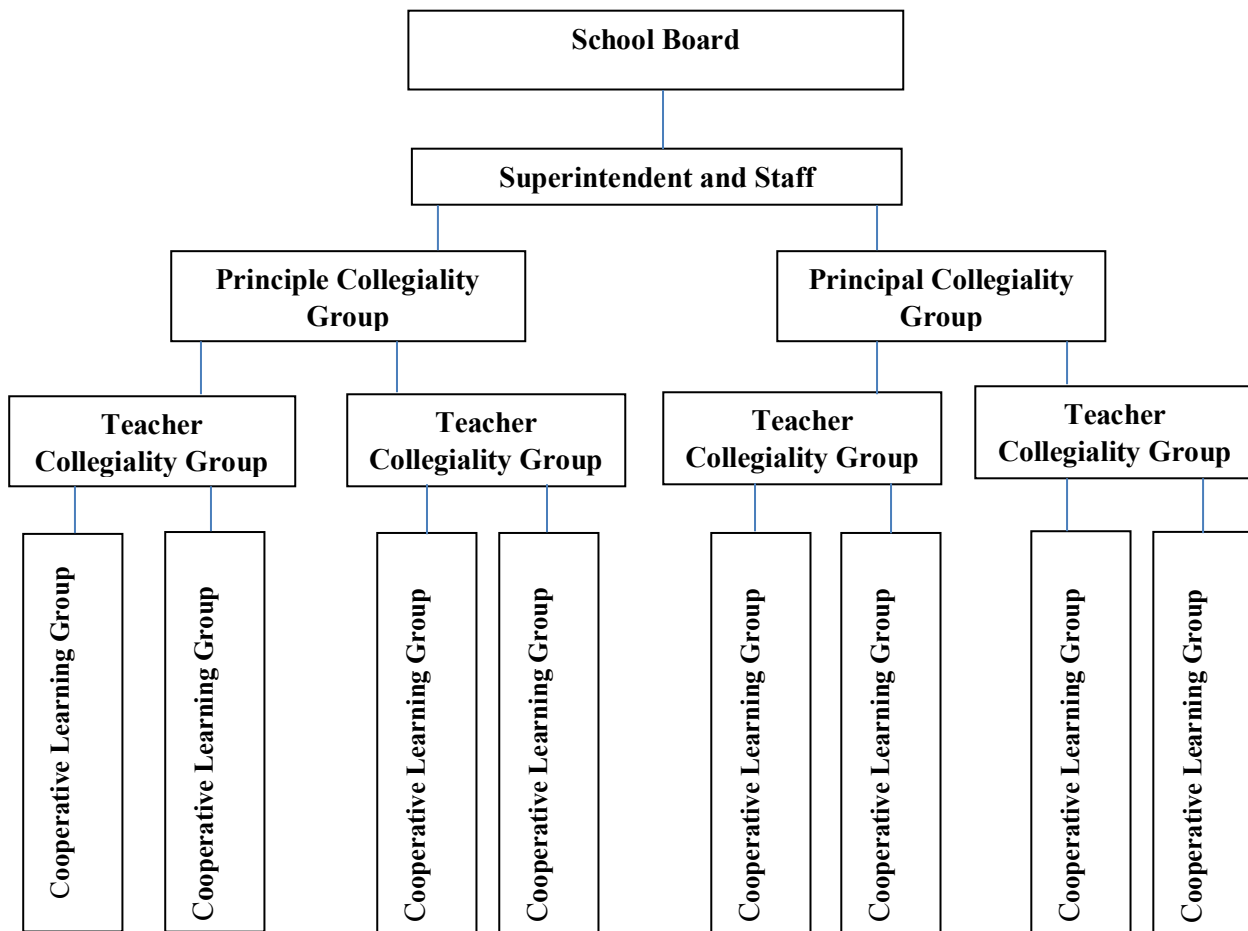 School Board
Superintendent and Staff
Principle Collegiality
Group
Principal Collegiality
Group
Teacher
Collegiality Group
Teacher
Collegiality Group
Teacher
Collegiality Group
Teacher
Collegiality Group
Cooperative Learning Group
Cooperative Learning Group
Cooperative Learning Group
Cooperative Learning Group
Cooperative Learning Group
Cooperative Learning Group
Cooperative Learning Group
Cooperative Learning Group